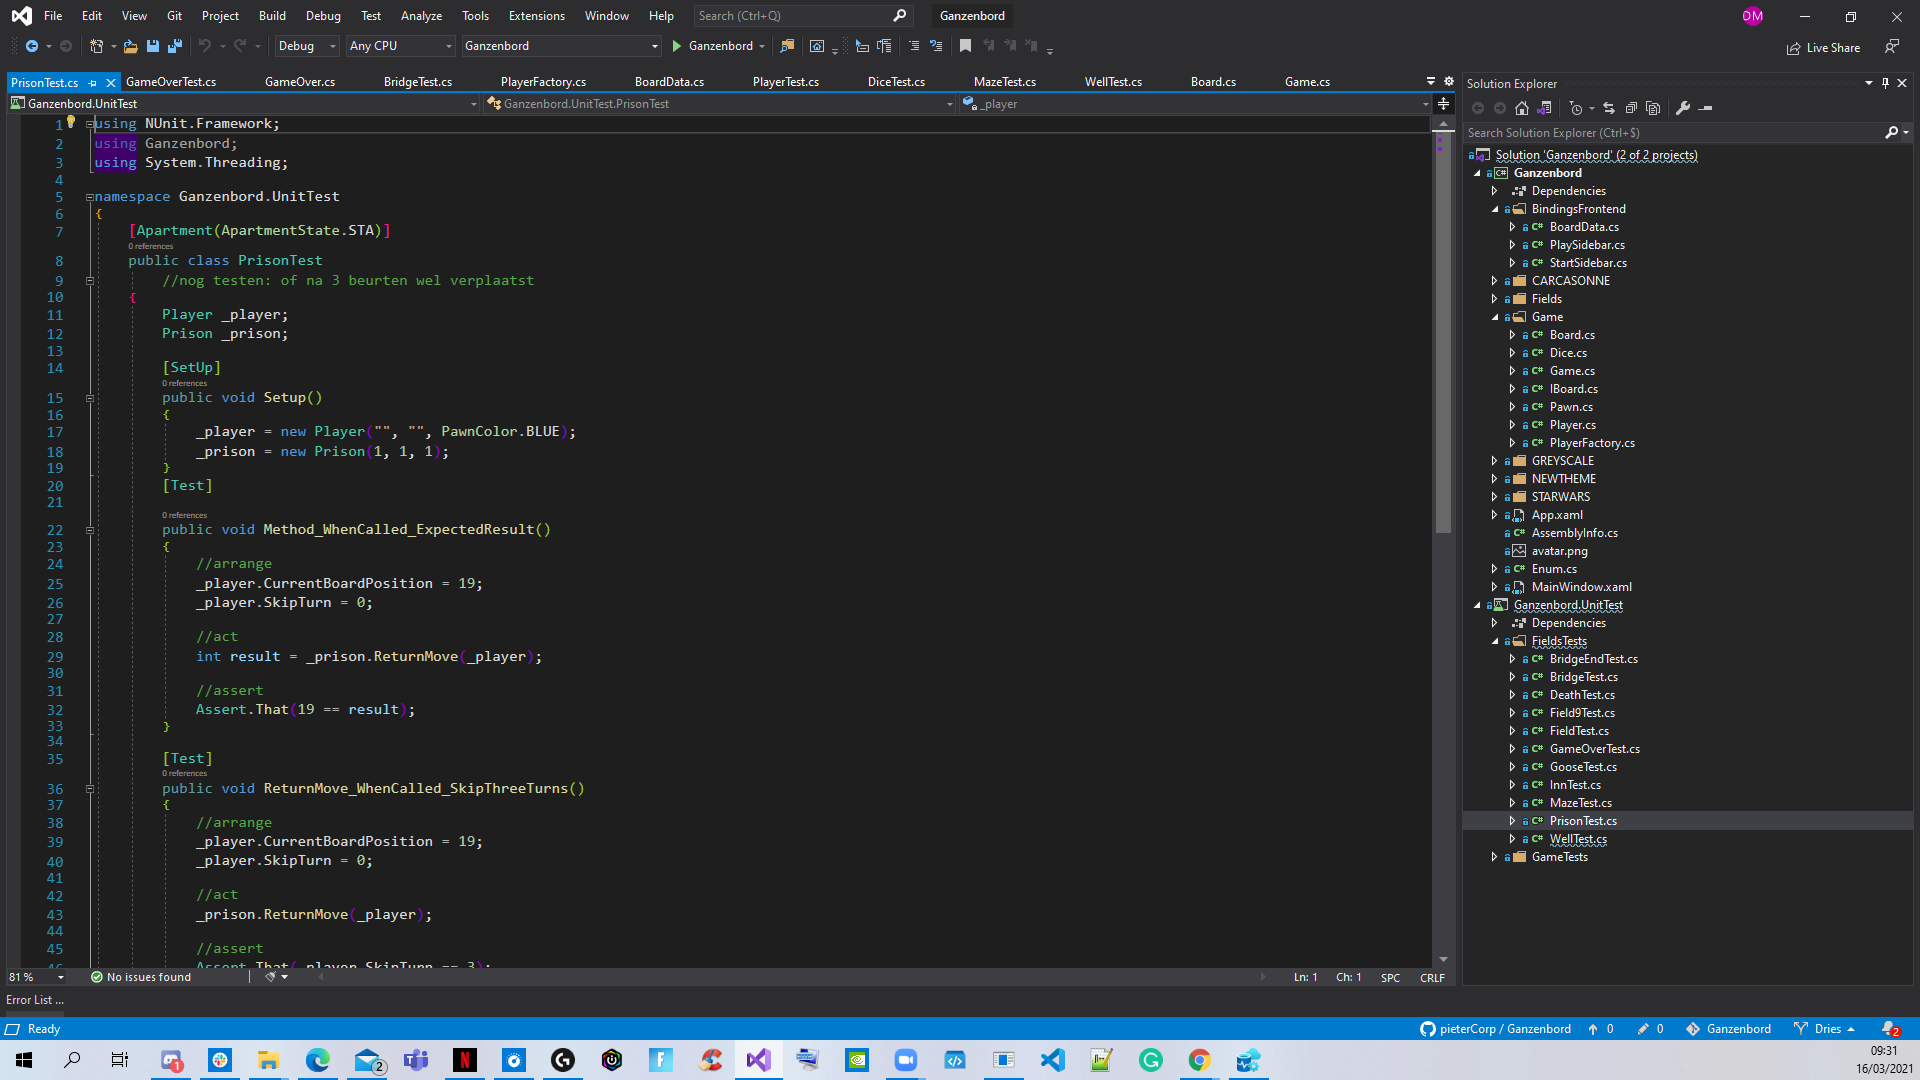 File Edit View Git Project Build Debug Test Analyze Tools Extensions Window Help Search (Ctrl+Q) Ganzenbord DM
Debug Any CPU Ganzenbord Ganzenbord Live Share
PrisonTest.cs GameOverTest.cs GameOver.cs BridgeTest.cs PlayerFactory.cs BoardData.cs PlayerTest.cs DiceTest.cs MazeTest.cs WellTest.cs Board.cs Game.cs
Ganzenbord.UnitTest Ganzenbord.UnitTest.PrisonTest _player
1 using NUnit.Framework;
2 using Ganzenbord;
3 using System.Threading;
4
5 namespace Ganzenbord.UnitTest
6 {
7 [Apartment(ApartmentState.STA)]
0 references
8 public class PrisonTest
9 //nog testen: of na 3 beurten wel verplaatst
10 {
11 Player _player;
12 Prison _prison;
13
14 [SetUp]
0 references
15 public void Setup()
16 {
17 _player = new Player("", "", PawnColor.BLUE);
18 _prison = new Prison(1, 1, 1);
19 }
20 [Test]
21
0 references
22 public void Method_WhenCalled_ExpectedResult()
23 {
24 //arrange
25 _player.CurrentBoardPosition = 19;
26 _player.SkipTurn = 0;
27
28 //act
29 int result = _prison.ReturnMove(_player);
30
31 //assert
32 Assert.That(19 == result);
33 }
34
35 [Test]
0 references
36 public void ReturnMove_WhenCalled_SkipThreeTurns()
37 {
38 //arrange
39 _player.CurrentBoardPosition = 19;
40 _player.SkipTurn = 0;
41
42 //act
43 _prison.ReturnMove(_player);
44
45 //assert
46 Assert.That(_player.SkipTurn == 3);
81 % No issues found Ln: 1 Ch: 1 SPC CRLF
Error List ...
Solution Explorer
Search Solution Explorer (Ctrl+$)
Solution 'Ganzenbord' (2 of 2 projects)
Ganzenbord
Dependencies
BindingsFrontend
BoardData.cs
PlaySidebar.cs
StartSidebar.cs
CARCASONNE
Fields
Game
Board.cs
Dice.cs
Game.cs
IBoard.cs
Pawn.cs
Player.cs
PlayerFactory.cs
GREYSCALE
NEWTHEME
STARWARS
App.xaml
AssemblyInfo.cs
avatar.png
Enum.cs
MainWindow.xaml
Ganzenbord.UnitTest
Dependencies
FieldsTests
BridgeEndTest.cs
BridgeTest.cs
DeathTest.cs
Field9Test.cs
FieldTest.cs
GameOverTest.cs
GooseTest.cs
InnTest.cs
MazeTest.cs
PrisonTest.cs
WellTest.cs
GameTests
Ready pieterCorp / Ganzenbord 0 0 Ganzenbord Dries 2
1 2 09:31
16/03/2021